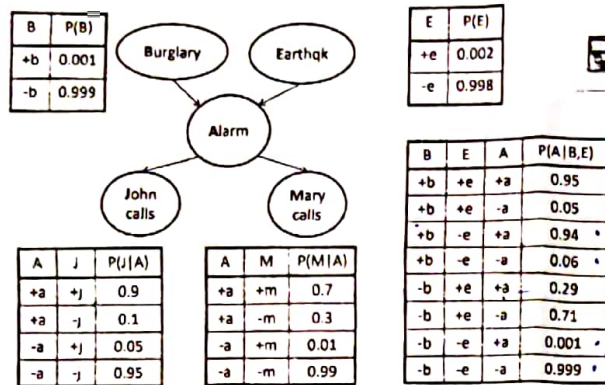 B P(B)
+b 0.001
-b 0.999
Burglary
Earthqk
E P(E)
+e 0.002
-e 0.998
Alarm
John
calls
Mary
calls
A J P(J|A)
+a +j 0.9
+a -j 0.1
-a +j 0.05
-a -j 0.95
A M P(M|A)
+a +m 0.7
+a -m 0.3
-a +m 0.01
-a -m 0.99
B E A P(A|B,E)
+b +e +a 0.95
+b +e -a 0.05
+b -e +a 0.94
+b -e -a 0.06
-b +e +a 0.29
-b +e -a 0.71
-b -e +a 0.001
-b -e -a 0.999